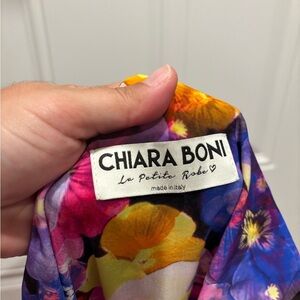 CHIARA BONI
La Petite Robe ♡
made in italy